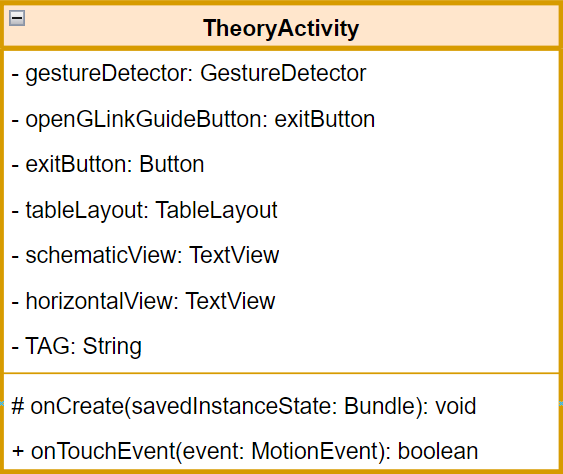 TheoryActivity
- gestureDetector: GestureDetector
- openGLinkGuideButton: exitButton
- exitButton: Button
- tableLayout: TableLayout
- schematicView: TextView
- horizontalView: TextView
- TAG: String
# onCreate(savedInstanceState: Bundle): void
+ onTouchEvent(event: MotionEvent): boolean